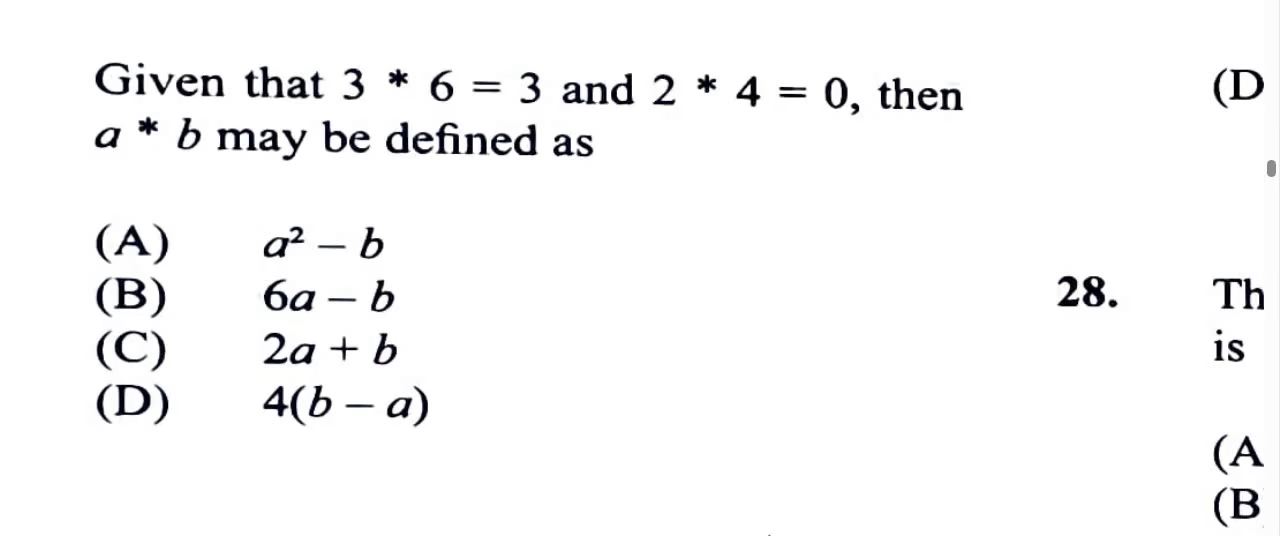 Given that 3 * 6 = 3 and 2 * 4 = 0, then
a * b may be defined as
(A) a² – b
(B) 6a – b
(C) 2a + b
(D) 4(b – a)
(D
28. Th
is
(A
(B